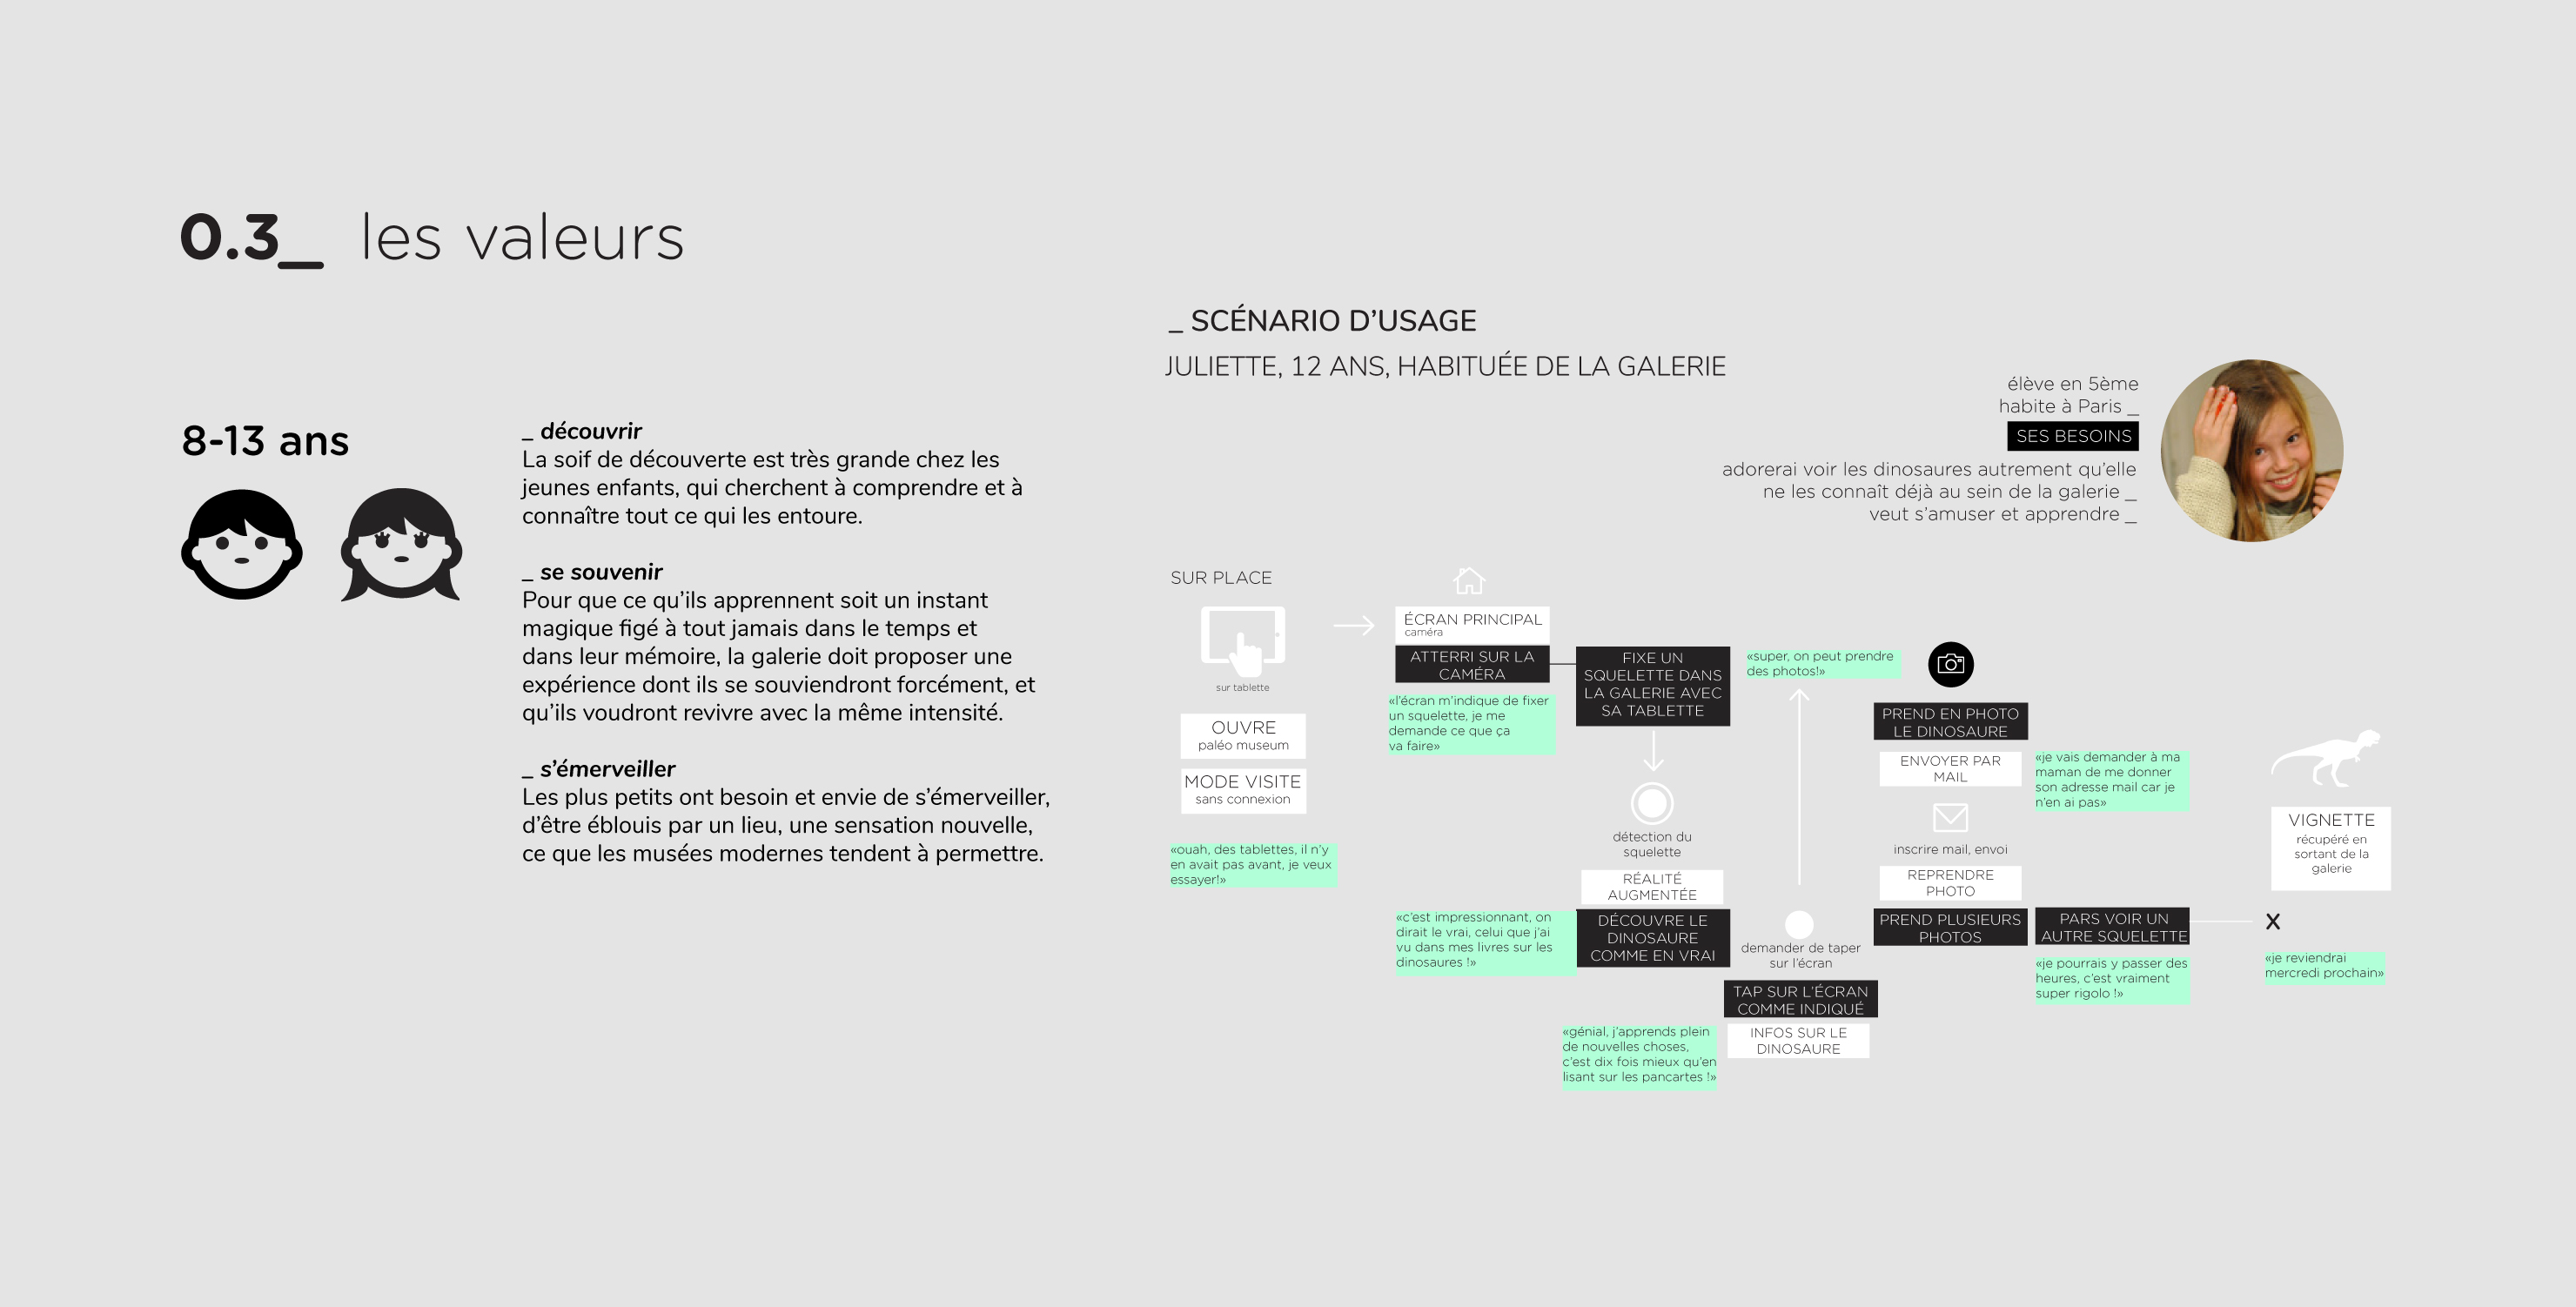 0.3_ les valeurs
8-13 ans
_ découvrir
La soif de découverte est très grande chez les
jeunes enfants, qui cherchent à comprendre et à
connaître tout ce qui les entoure.
_ se souvenir
Pour que ce qu’ils apprennent soit un instant
magique figé à tout jamais dans le temps et
dans leur mémoire, la galerie doit proposer une
expérience dont ils se souviendront forcément, et
qu’ils voudront revivre avec la même intensité.
_ s’émerveiller
Les plus petits ont besoin et envie de s’émerveiller,
d’être éblouis par un lieu, une sensation nouvelle,
ce que les musées modernes tendent à permettre.
_ SCÉNARIO D’USAGE
JULIETTE, 12 ANS, HABITUÉE DE LA GALERIE
élève en 5ème
habite à Paris _
SES BESOINS
adorerai voir les dinosaures autrement qu’elle
ne les connaît déjà au sein de la galerie _
veut s’amuser et apprendre _
SUR PLACE
sur tablette
OUVRE
paléo museum
MODE VISITE
sans connexion
«ouah, des tablettes, il n’y
en avait pas avant, je veux
essayer!»
ÉCRAN PRINCIPAL
caméra
ATTERRI SUR LA
CAMÉRA
«l’écran m’indique de fixer
un squelette, je me
demande ce que ça
va faire»
FIXE UN
SQUELETTE DANS
LA GALERIE AVEC
SA TABLETTE
détection du
squelette
RÉALITÉ
AUGMENTÉE
DÉCOUVRE LE
DINOSAURE
COMME EN VRAI
«c’est impressionnant, on
dirait le vrai, celui que j’ai
vu dans mes livres sur les
dinosaures !»
demander de taper
sur l’écran
TAP SUR L’ÉCRAN
COMME INDIQUÉ
INFOS SUR LE
DINOSAURE
«génial, j’apprends plein
de nouvelles choses,
c’est dix fois mieux qu’en
lisant sur les pancartes !»
«super, on peut prendre
des photos!»
PREND EN PHOTO
LE DINOSAURE
ENVOYER PAR
MAIL
«je vais demander à ma
maman de me donner
son adresse mail car je
n’en ai pas»
inscrire mail, envoi
REPRENDRE
PHOTO
PREND PLUSIEURS
PHOTOS
PARS VOIR UN
AUTRE SQUELETTE
«je pourrais y passer des
heures, c’est vraiment
super rigolo !»
VIGNETTE
récupéré en
sortant de la
galerie
X
«je reviendrai
mercredi prochain»